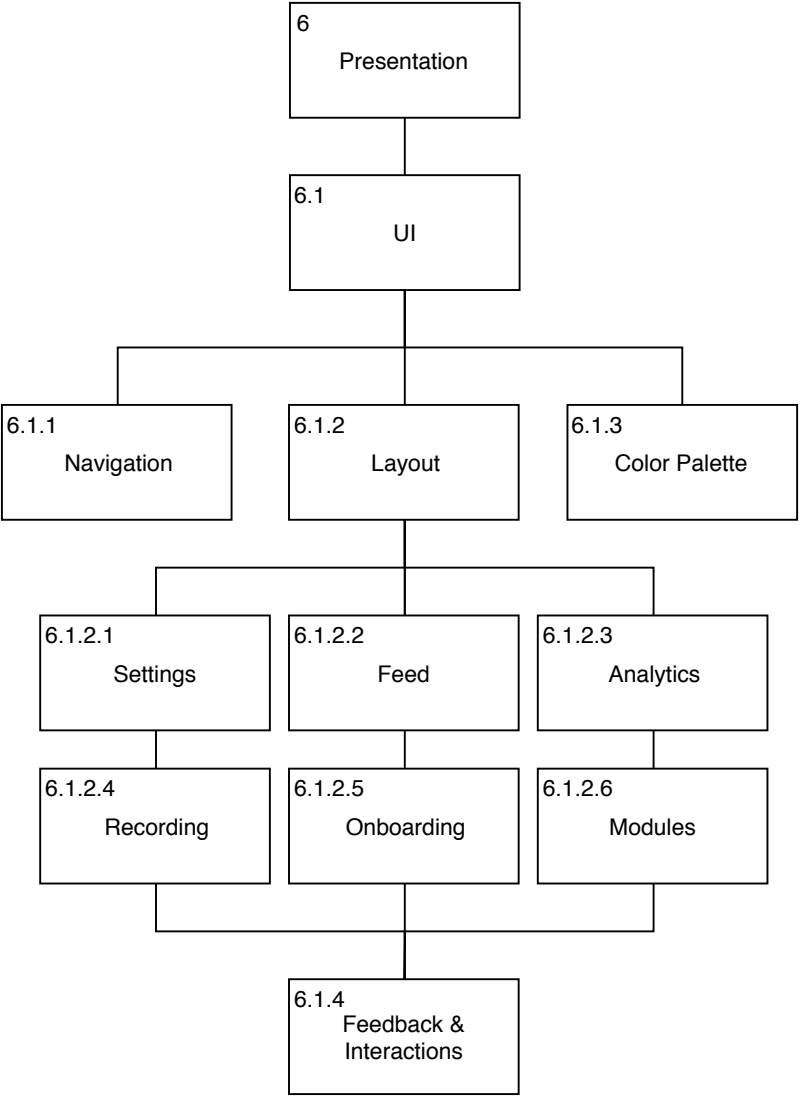 6
Presentation
6.1
UI
6.1.1
Navigation
6.1.2
Layout
6.1.3
Color Palette
6.1.2.1
Settings
6.1.2.2
Feed
6.1.2.3
Analytics
6.1.2.4
Recording
6.1.2.5
Onboarding
6.1.2.6
Modules
6.1.4
Feedback &
Interactions